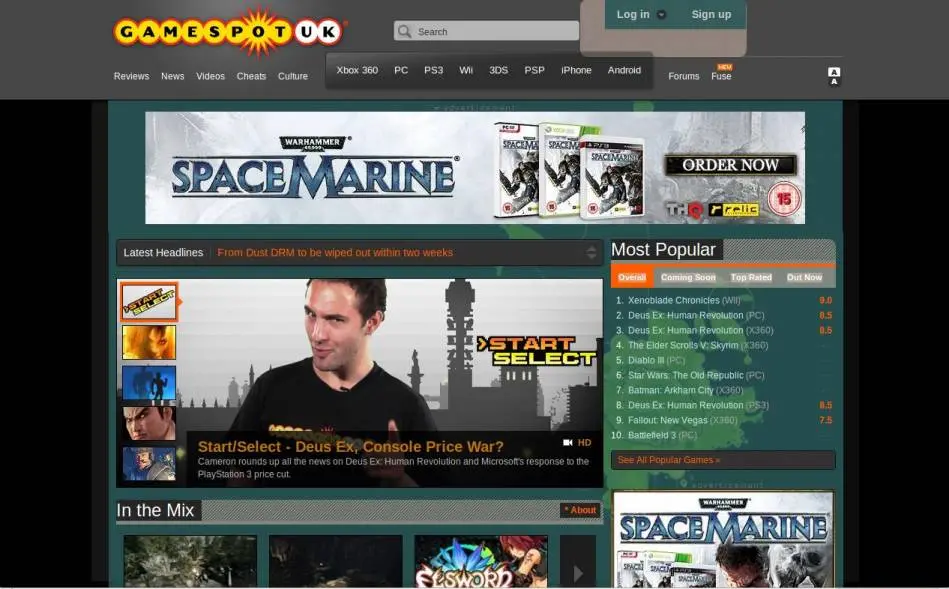 GAMESPOT UK
Search
Log in
Sign up
Reviews News Videos Cheats Culture
Xbox 360 PC PS3 Wii 3DS PSP iPhone Android
Forums Fuse
NEW
A
A
advertisement
WARHAMMER
40,000
SPACE MARINE
ORDER NOW
THQ relic
15
Latest Headlines From Dust DRM to be wiped out within two weeks
START
SELECT
>START
SELECT
Start/Select - Deus Ex, Console Price War?
HD
Cameron rounds up all the news on Deus Ex: Human Revolution and Microsoft's response to the
PlayStation 3 price cut.
In the Mix
* About
ELSWORD
Most Popular
Overall Coming Soon Top Rated Out Now
1. Xenoblade Chronicles (Wii) 9.0
2. Deus Ex: Human Revolution (PC) 8.5
3. Deus Ex: Human Revolution (X360) 8.5
4. The Elder Scrolls V: Skyrim (X360)
5. Diablo III (PC)
6. Star Wars: The Old Republic (PC)
7. Batman: Arkham City (X360)
8. Deus Ex: Human Revolution (PS3) 8.5
9. Fallout: New Vegas (X360) 7.5
10. Battlefield 3 (PC)
See All Popular Games »
advertisement
WARHAMMER
40,000
SPACE MARINE